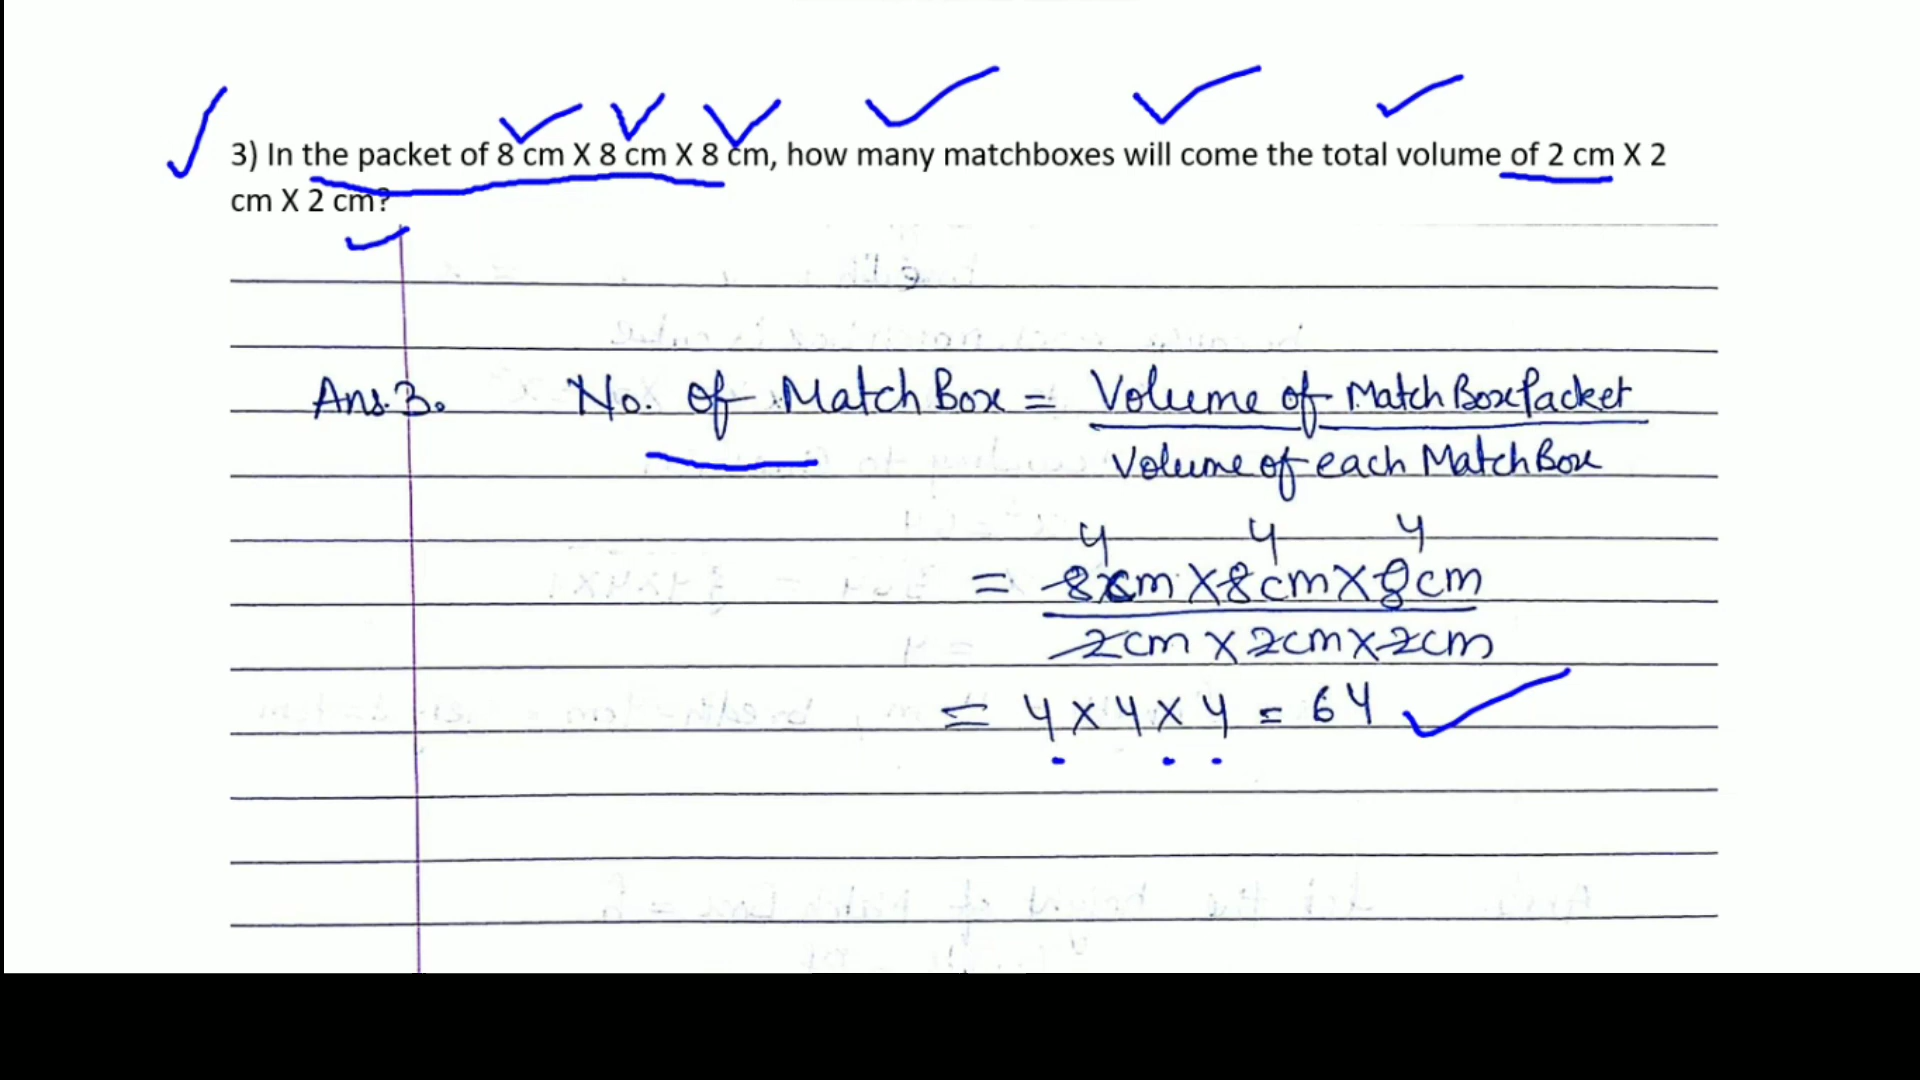 3) In the packet of 8 cm X 8 cm X 8 cm, how many matchboxes will come the total volume of 2 cm X 2
cm X 2 cm?
Ans.3. No. of Match Box = Volume of Match Box Packet
Volume of each Match Box
4 4 4
= 8cm X 8cm X 8cm
2cm X 2cm X 2cm
= 4 X 4 X 4 = 64